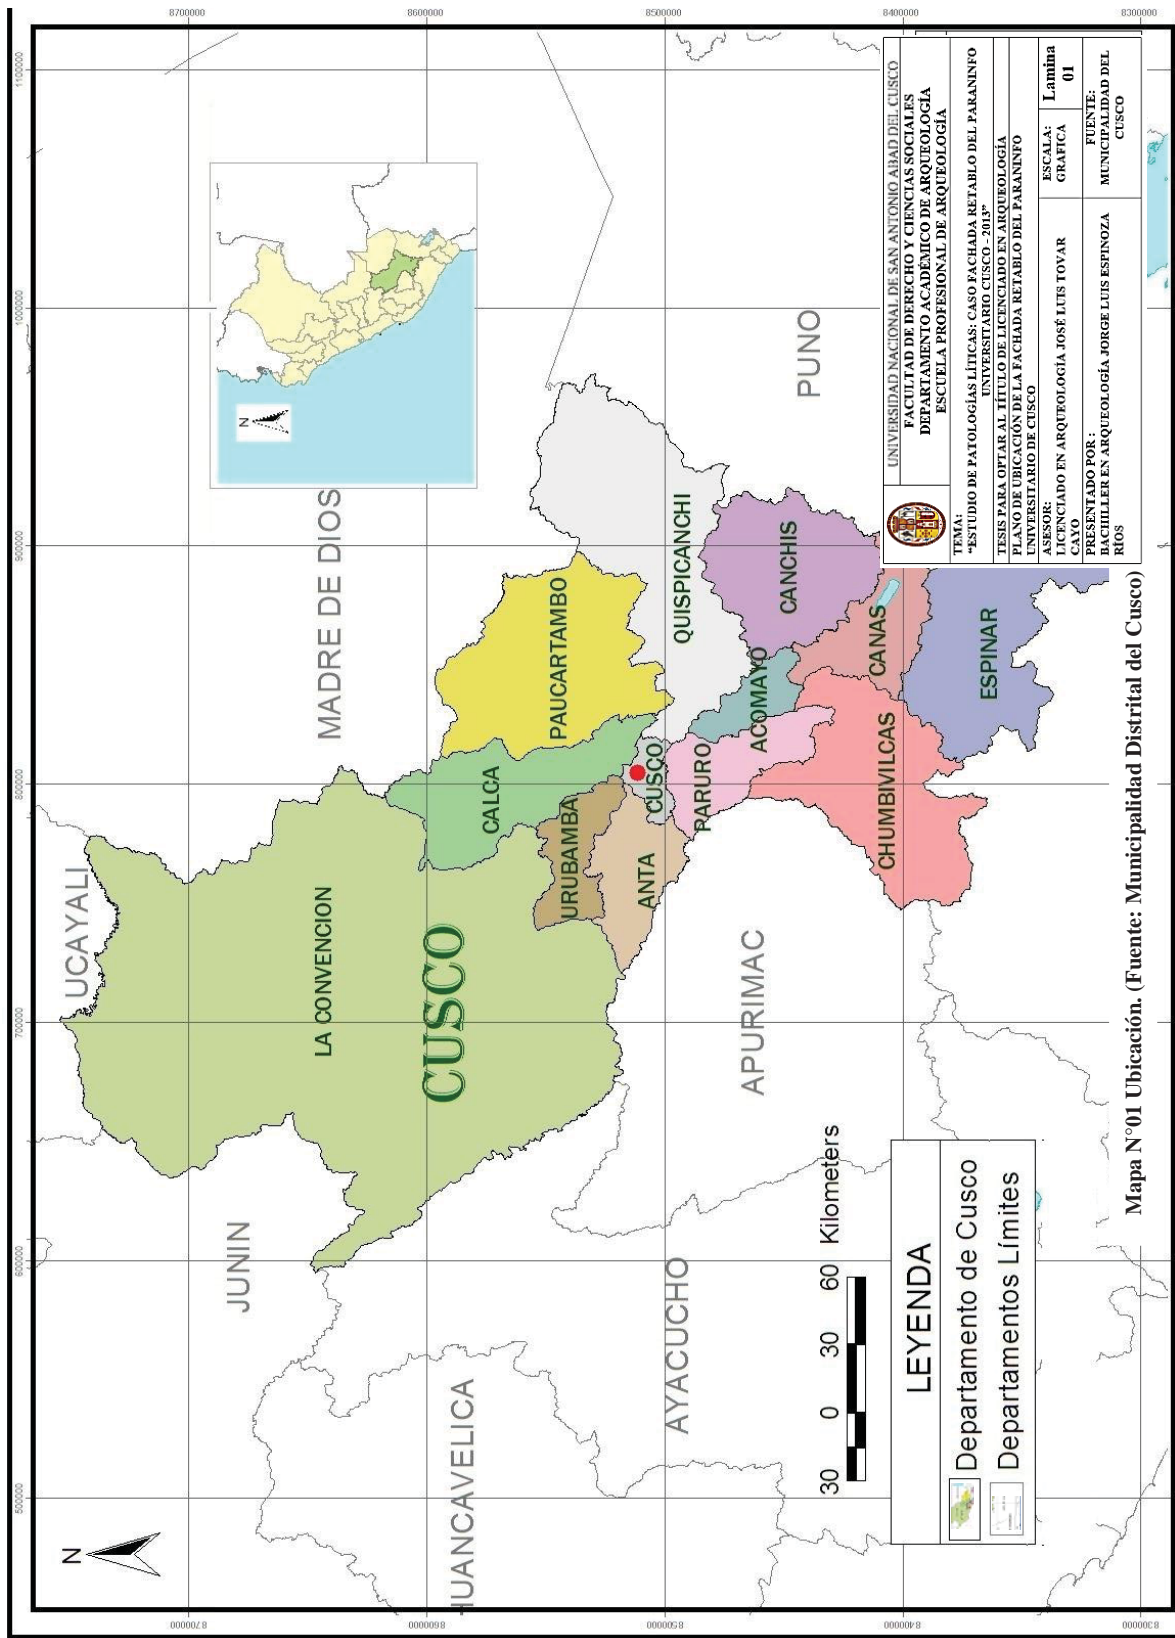 8700000
8600000
8500000
8400000
8300000
1100000
1000000
900000
800000
700000
600000
500000
8700000
8600000
8500000
8400000
8300000
N
N
UCAYALI
JUNIN
MADRE DE DIOS
HUANCAVELICA
AYACUCHO
APURIMAC
PUNO
CUSCO
LA CONVENCION
CALCA
URUBAMBA
ANTA
CUSCO
PAUCARTAMBO
QUISPICANCHI
PARURO
ACOMAYO
CANCHIS
CANAS
CHUMBIVILCAS
ESPINAR
30 0 30 60 Kilometers
LEYENDA
Departamento de Cusco
Departamentos Límites
UNIVERSIDAD NACIONAL DE SAN ANTONIO ABAD DEL CUSCO
FACULTAD DE DERECHO Y CIENCIAS SOCIALES
DEPARTAMENTO ACADÉMICO DE ARQUEOLOGÍA
ESCUELA PROFESIONAL DE ARQUEOLOGÍA
TEMA:
“ESTUDIO DE PATOLOGÍAS LÍTICAS: CASO FACHADA RETABLO DEL PARANINFO
UNIVERSITARIO CUSCO - 2013”
TESIS PARA OPTAR AL TÍTULO DE LICENCIADO EN ARQUEOLOGÍA
PLANO DE UBICACIÓN DE LA FACHADA RETABLO DEL PARANINFO
UNIVERSITARIO DE CUSCO
ASESOR:
LICENCIADO EN ARQUEOLOGÍA JOSÉ LUIS TOVAR
CAYO
ESCALA:
GRAFICA
Lamina
01
PRESENTADO POR :
BACHILLER EN ARQUEOLOGÍA JORGE LUIS ESPINOZA
RÍOS
FUENTE:
MUNICIPALIDAD DEL
CUSCO
Mapa N°01 Ubicación. (Fuente: Municipalidad Distrital del Cusco)